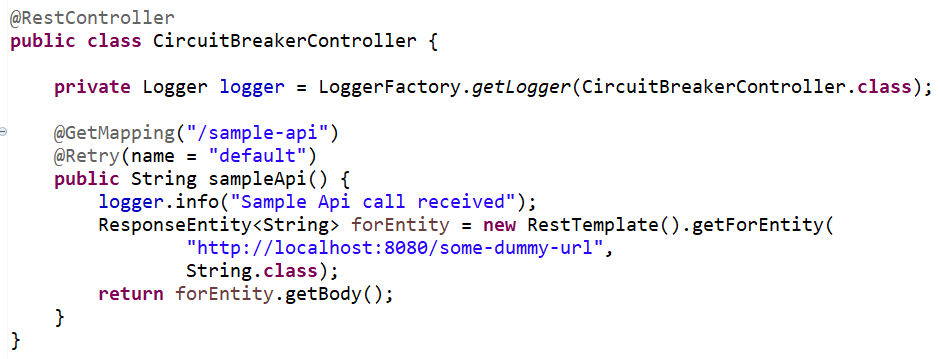 @RestController
public class CircuitBreakerController {
private Logger logger = LoggerFactory.getLogger(CircuitBreakerController.class);
@GetMapping("/sample-api")
@Retry(name = "default")
public String sampleApi() {
logger.info("Sample Api call received");
ResponseEntity<String> forEntity = new RestTemplate().getForEntity(
"http://localhost:8080/some-dummy-url",
String.class);
return forEntity.getBody();
}
}